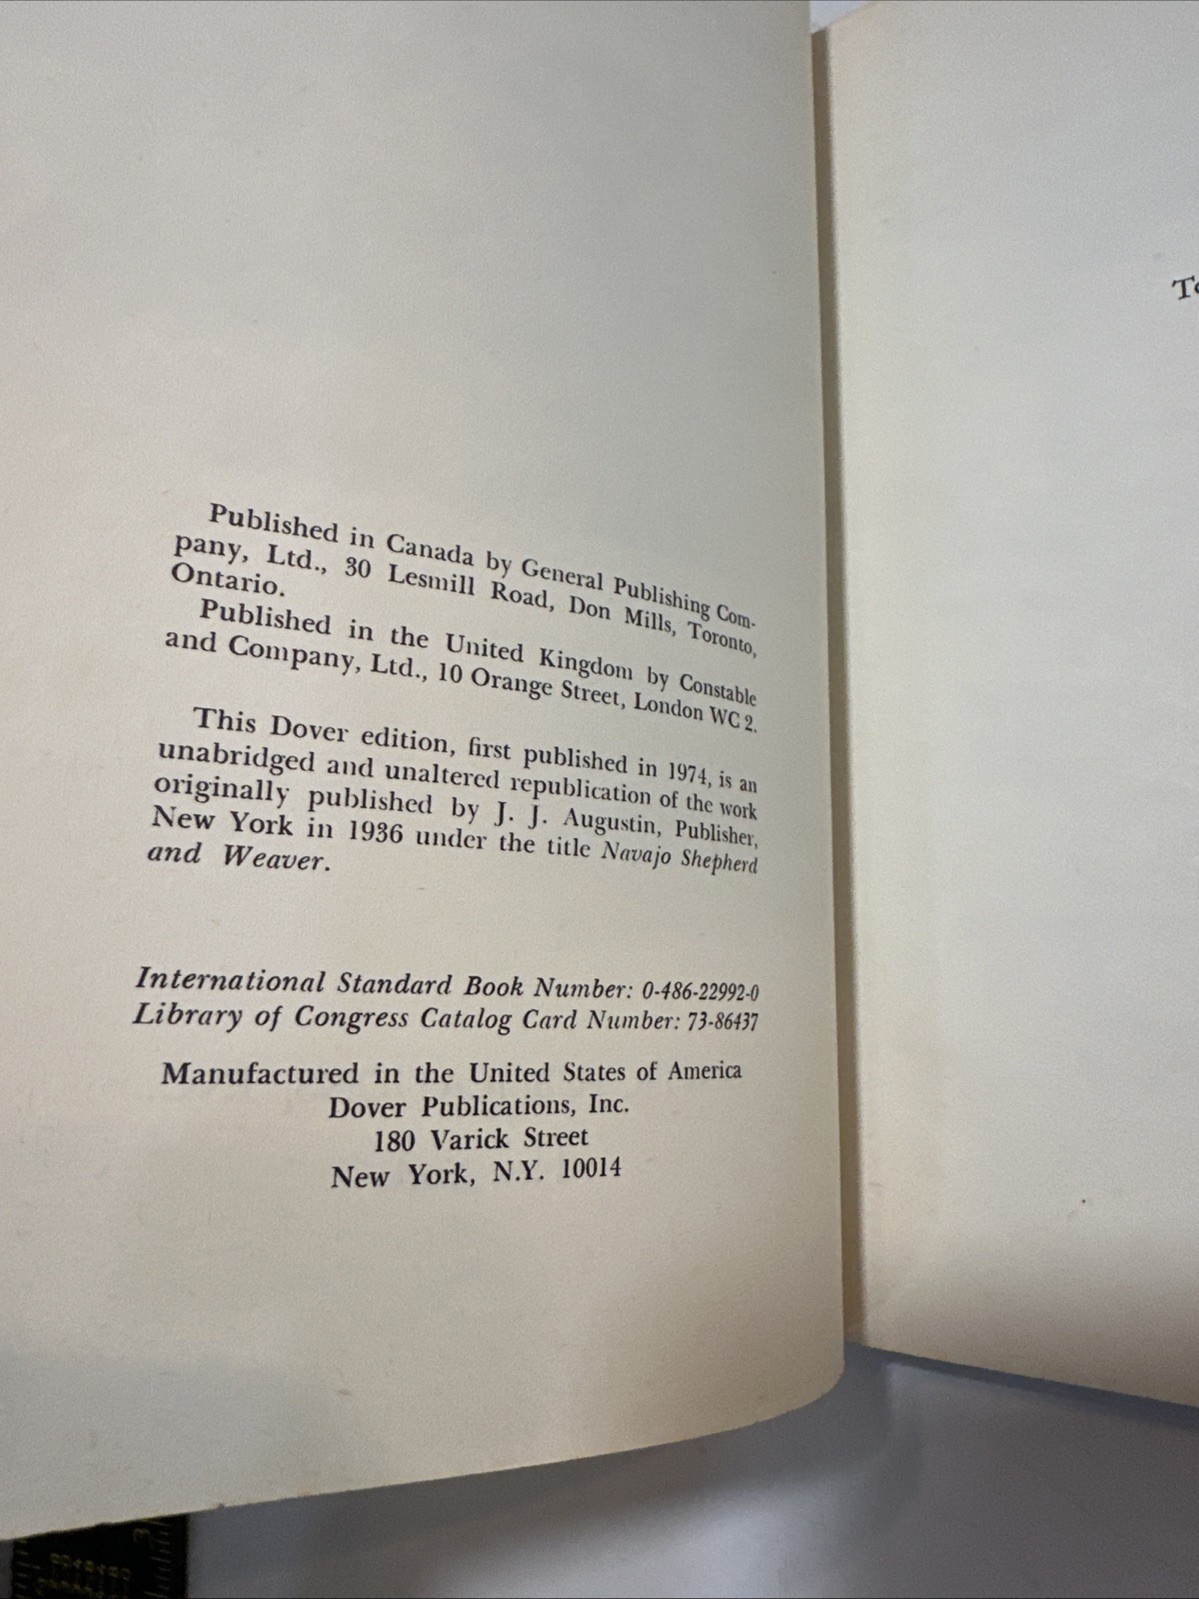 Published in Canada by General Publishing Com-
pany, Ltd., 30 Lesmill Road, Don Mills, Toronto,
Ontario.
Published in the United Kingdom by Constable
and Company, Ltd., 10 Orange Street, London WC 2.
This Dover edition, first published in 1974, is an
unabridged and unaltered republication of the work
originally published by J. J. Augustin, Publisher,
New York in 1936 under the title Navajo Shepherd
and Weaver.
International Standard Book Number: 0-486-22992-0
Library of Congress Catalog Card Number: 73-86437
Manufactured in the United States of America
Dover Publications, Inc.
180 Varick Street
New York, N.Y. 10014